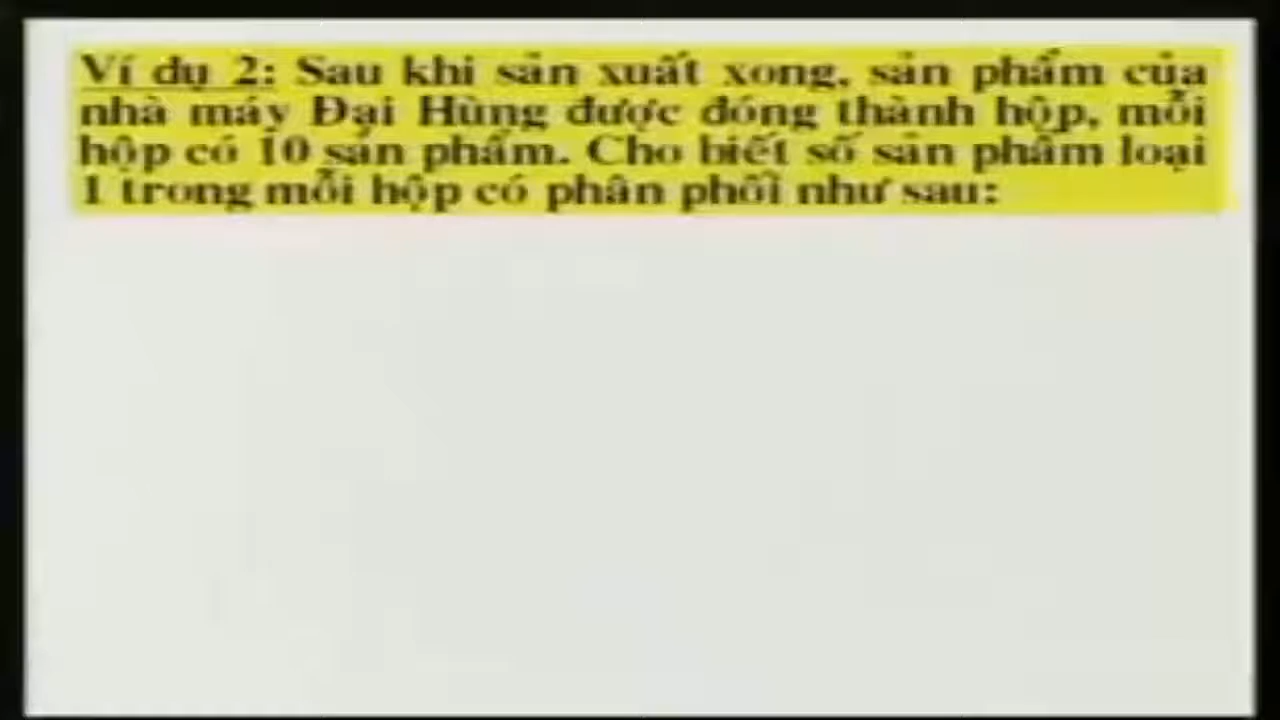 Ví dụ 2: Sau khi sản xuất xong, sản phẩm của
nhà máy Đại Hùng được đóng thành hộp, mỗi
hộp có 10 sản phẩm. Cho biết số sản phẩm loại
1 trong mỗi hộp có phân phối như sau: